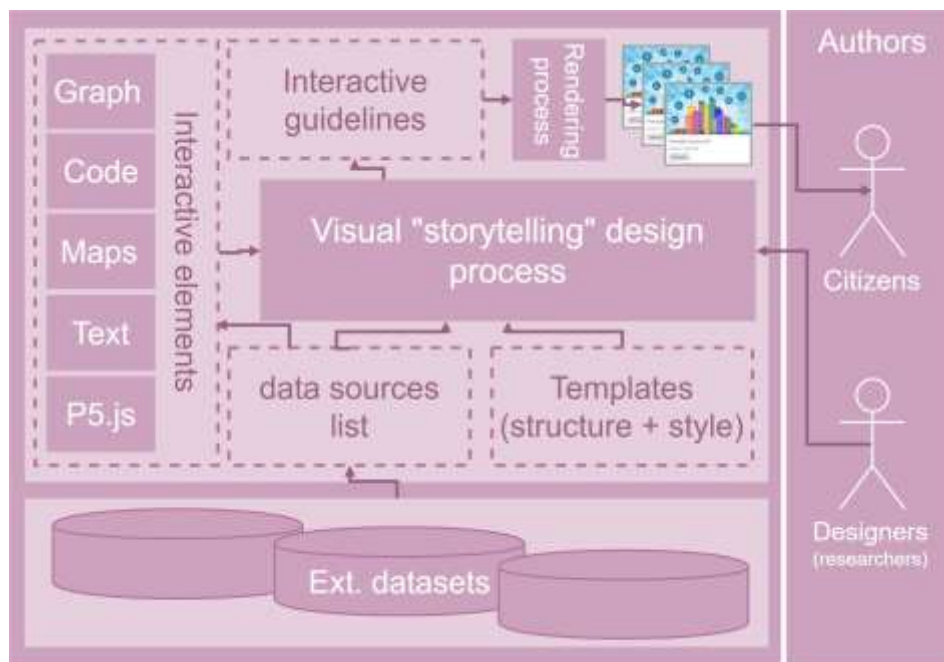 Graph
Code
Maps
Text
P5.js
Interactive elements
Interactive
guidelines
Rendering
process
Visual "storytelling" design
process
data sources
list
Templates
(structure + style)
Ext. datasets
Authors
Citizens
Designers
(researchers)